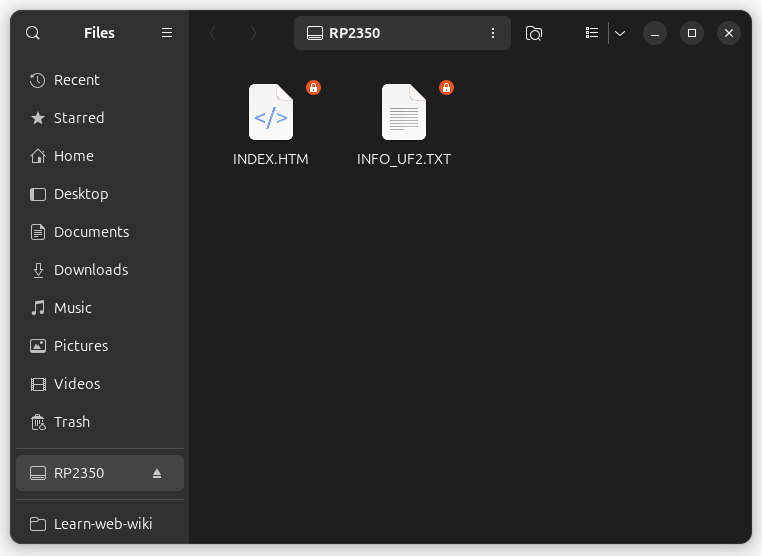 Files
RP2350
Recent
Starred
Home
Desktop
Documents
Downloads
Music
Pictures
Videos
Trash
RP2350
Learn-web-wiki
</>
INDEX.HTM
INFO_UF2.TXT